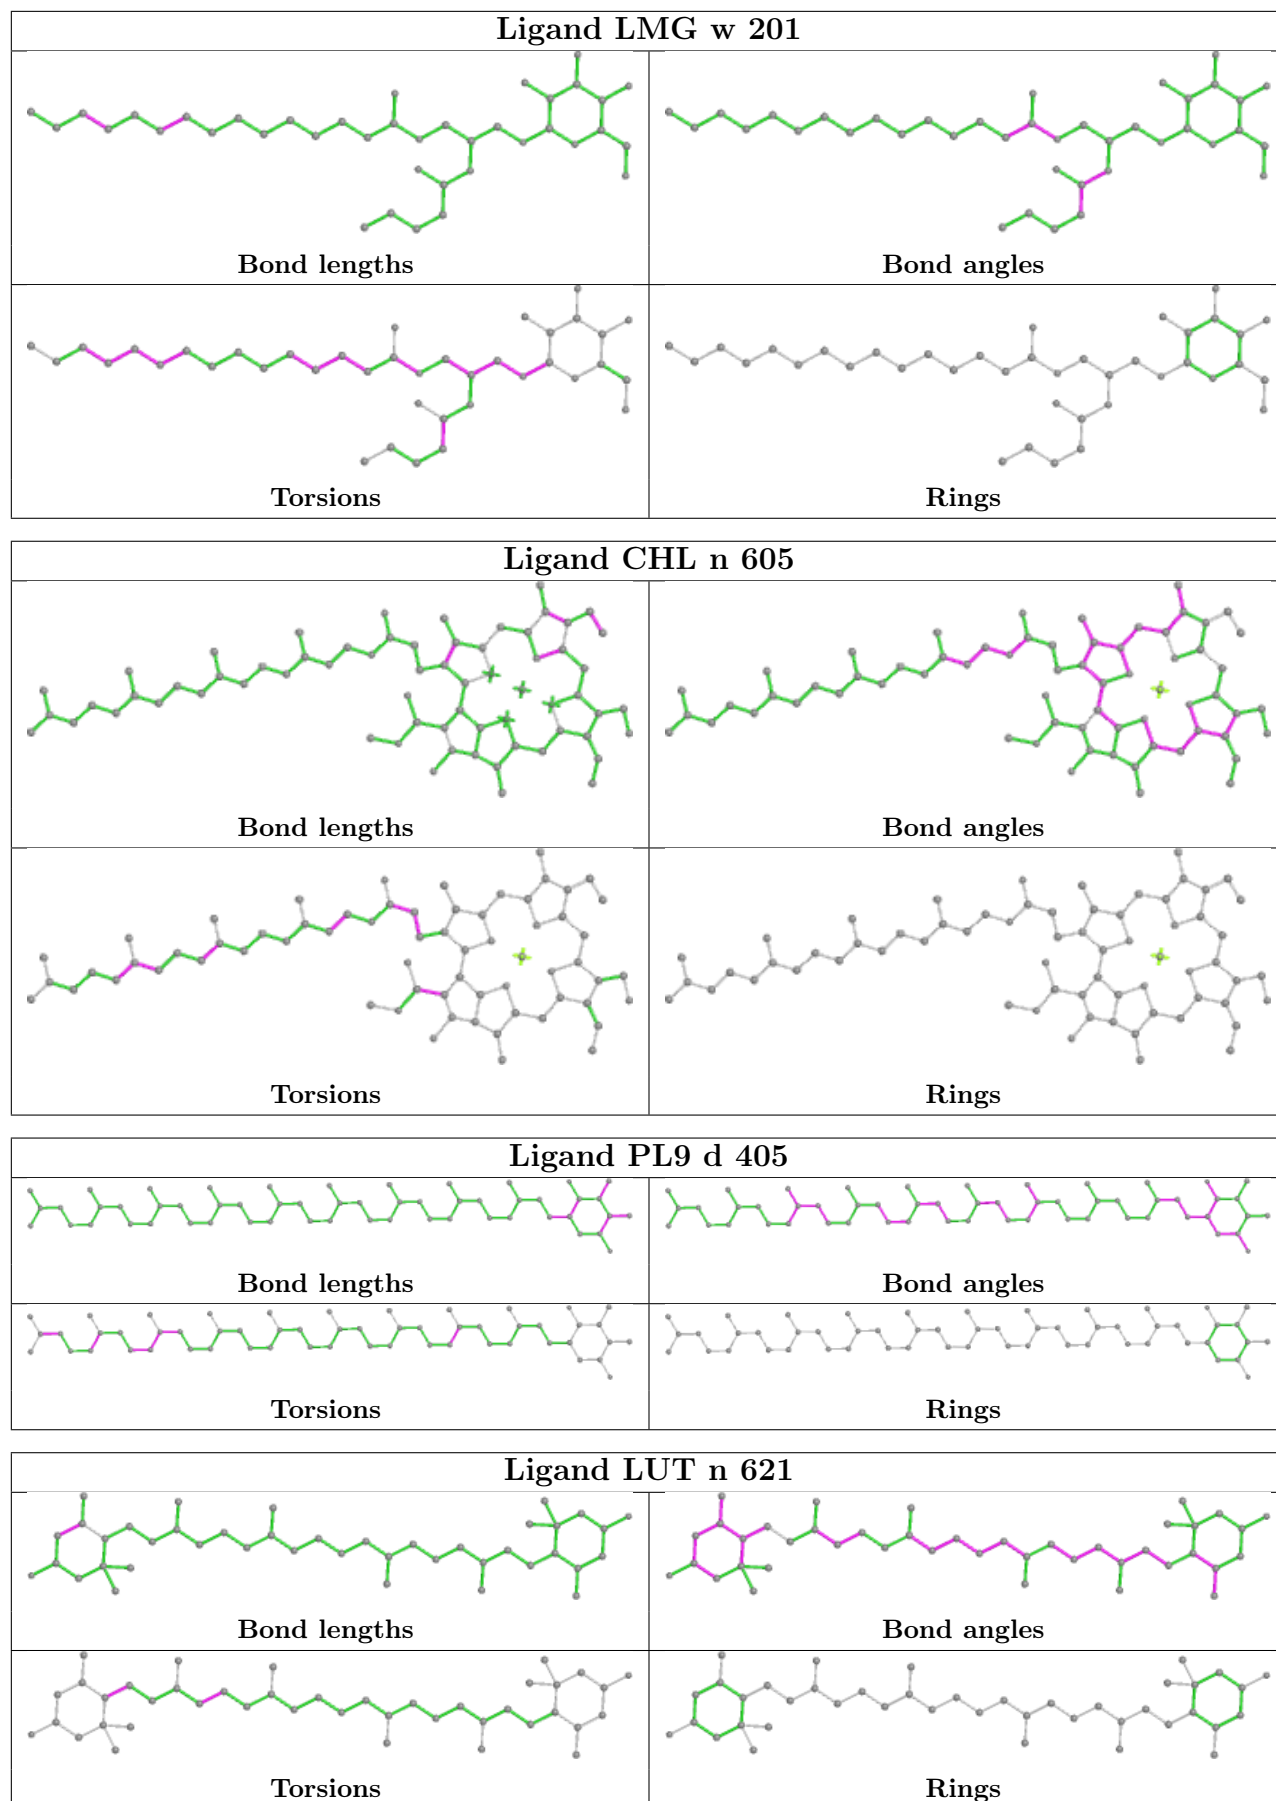 Ligand LMG w 201
Bond lengths
Bond angles
Torsions
Rings
Ligand CHL n 605
Bond lengths
Bond angles
Torsions
Rings
Ligand PL9 d 405
Bond lengths
Bond angles
Torsions
Rings
Ligand LUT n 621
Bond lengths
Bond angles
Torsions
Rings